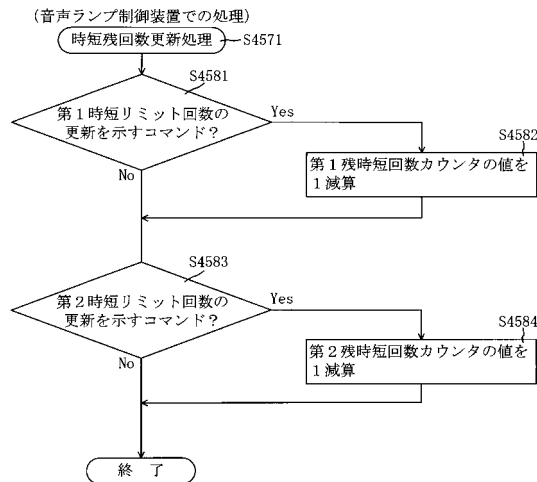 (音声ランプ制御装置での処理)
時短残回数更新処理
S4571
S4581
第1時短リミット回数の
更新を示すコマンド?
Yes
S4582
第1残時短回数カウンタの値を
1減算
No
S4583
第2時短リミット回数の
更新を示すコマンド?
Yes
S4584
第2残時短回数カウンタの値を
1減算
No
終 了